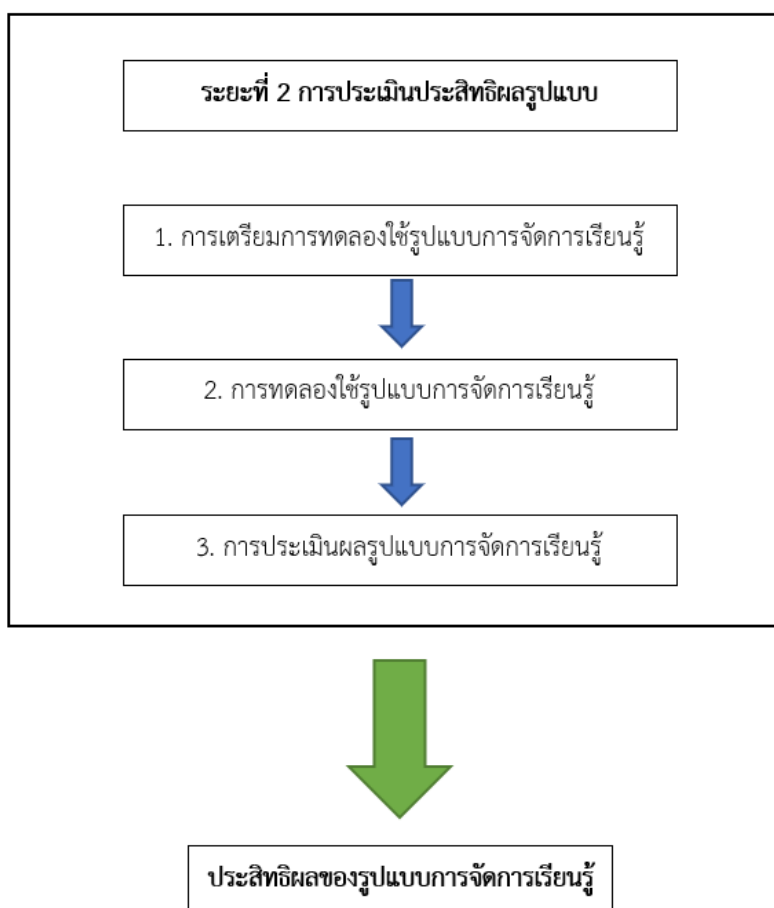 ระยะที่ 2 การประเมินประสิทธิผลรูปแบบ
1. การเตรียมการทดลองใช้รูปแบบการจัดการเรียนรู้
2. การทดลองใช้รูปแบบการจัดการเรียนรู้
3. การประเมินผลรูปแบบการจัดการเรียนรู้
ประสิทธิผลของรูปแบบการจัดการเรียนรู้